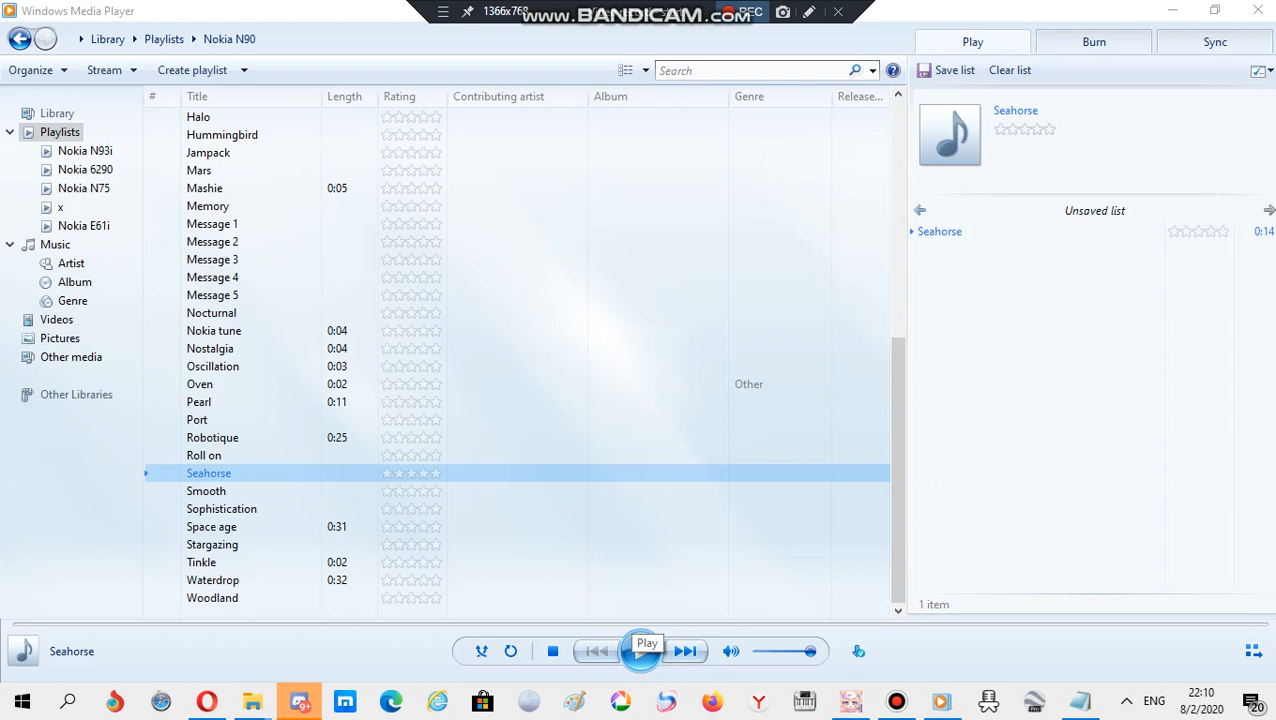 Windows Media Player
1366x768
www.BANDICAM.com
REC
Library
Playlists
Nokia N90
Play
Burn
Sync
Organize
Stream
Create playlist
Search
Save list
Clear list
Library
Playlists
Nokia N93i
Nokia 6290
Nokia N75
x
Nokia E61i
Music
Artist
Album
Genre
Videos
Pictures
Other media
Other Libraries
# Title Length Rating Contributing artist Album Genre Release...
Halo
Hummingbird
Jampack
Mars
Mashie 0:05
Memory
Message 1
Message 2
Message 3
Message 4
Message 5
Nocturnal
Nokia tune 0:04
Nostalgia 0:04
Oscillation 0:03
Oven 0:02 Other
Pearl 0:11
Port
Robotique 0:25
Roll on
Seahorse
Smooth
Sophistication
Space age 0:31
Stargazing
Tinkle 0:02
Waterdrop 0:32
Woodland
Seahorse
Unsaved list
Seahorse 0:14
1 item
Seahorse
Play
9+
Pro
ENG
22:10
8/2/2020
20